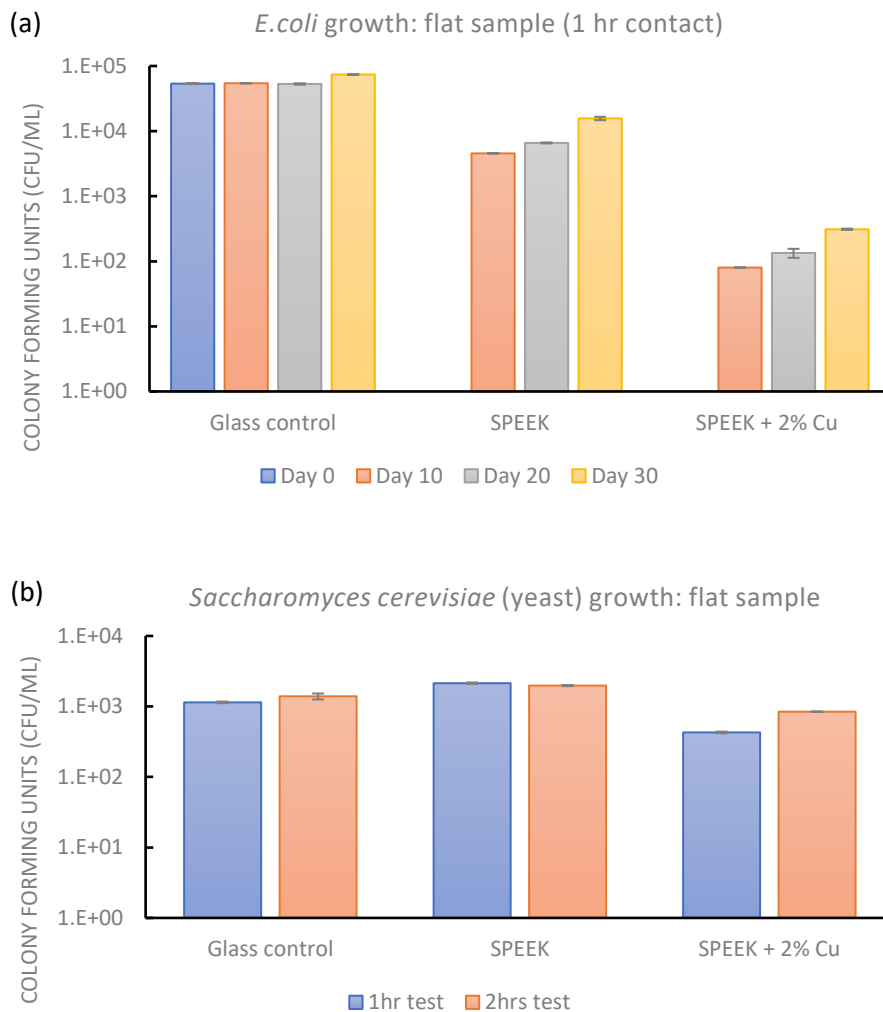 (a)
E.coli growth: flat sample (1 hr contact)
COLONY FORMING UNITS (CFU/ML)
1.E+05
1.E+04
1.E+03
1.E+02
1.E+01
1.E+00
Glass control SPEEK SPEEK + 2% Cu
Day 0 Day 10 Day 20 Day 30
(b)
Saccharomyces cerevisiae (yeast) growth: flat sample
COLONY FORMING UNITS (CFU/ML)
1.E+04
1.E+03
1.E+02
1.E+01
1.E+00
Glass control SPEEK SPEEK + 2% Cu
1hr test 2hrs test